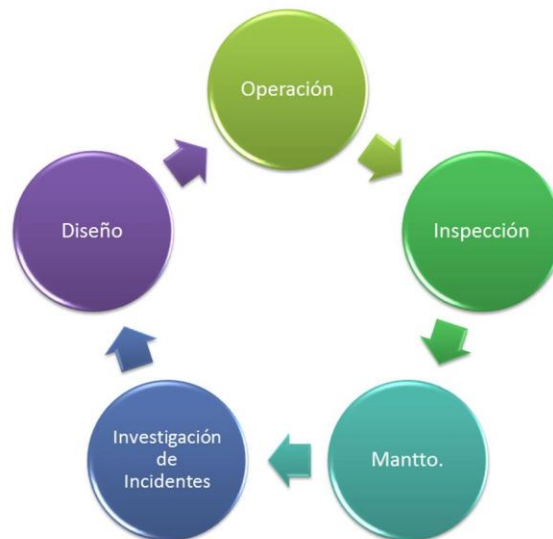 Operación
Inspección
Mantto.
Investigación
de
Incidentes
Diseño